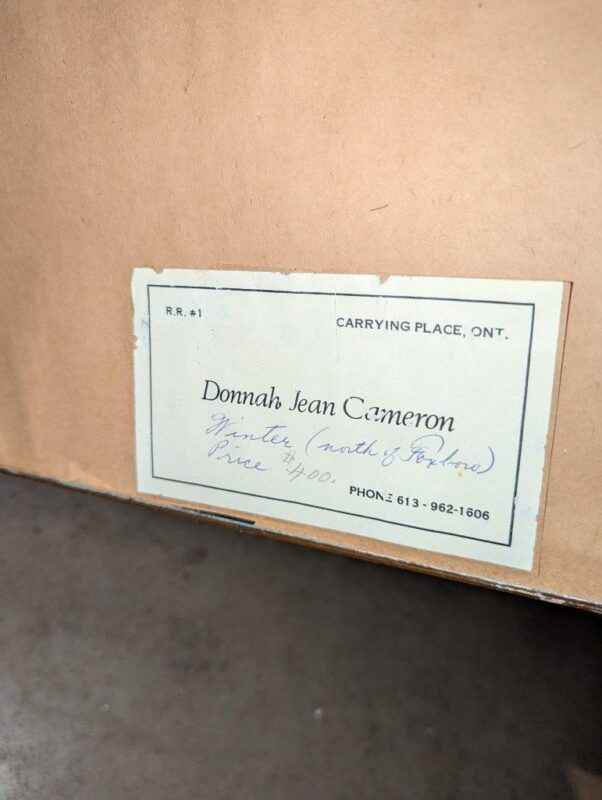 R.R. #1
CARRYING PLACE, ONT.
Donnah Jean Cameron
Winter (north of Foxboro)
Price $400.
PHONE 613-962-1606